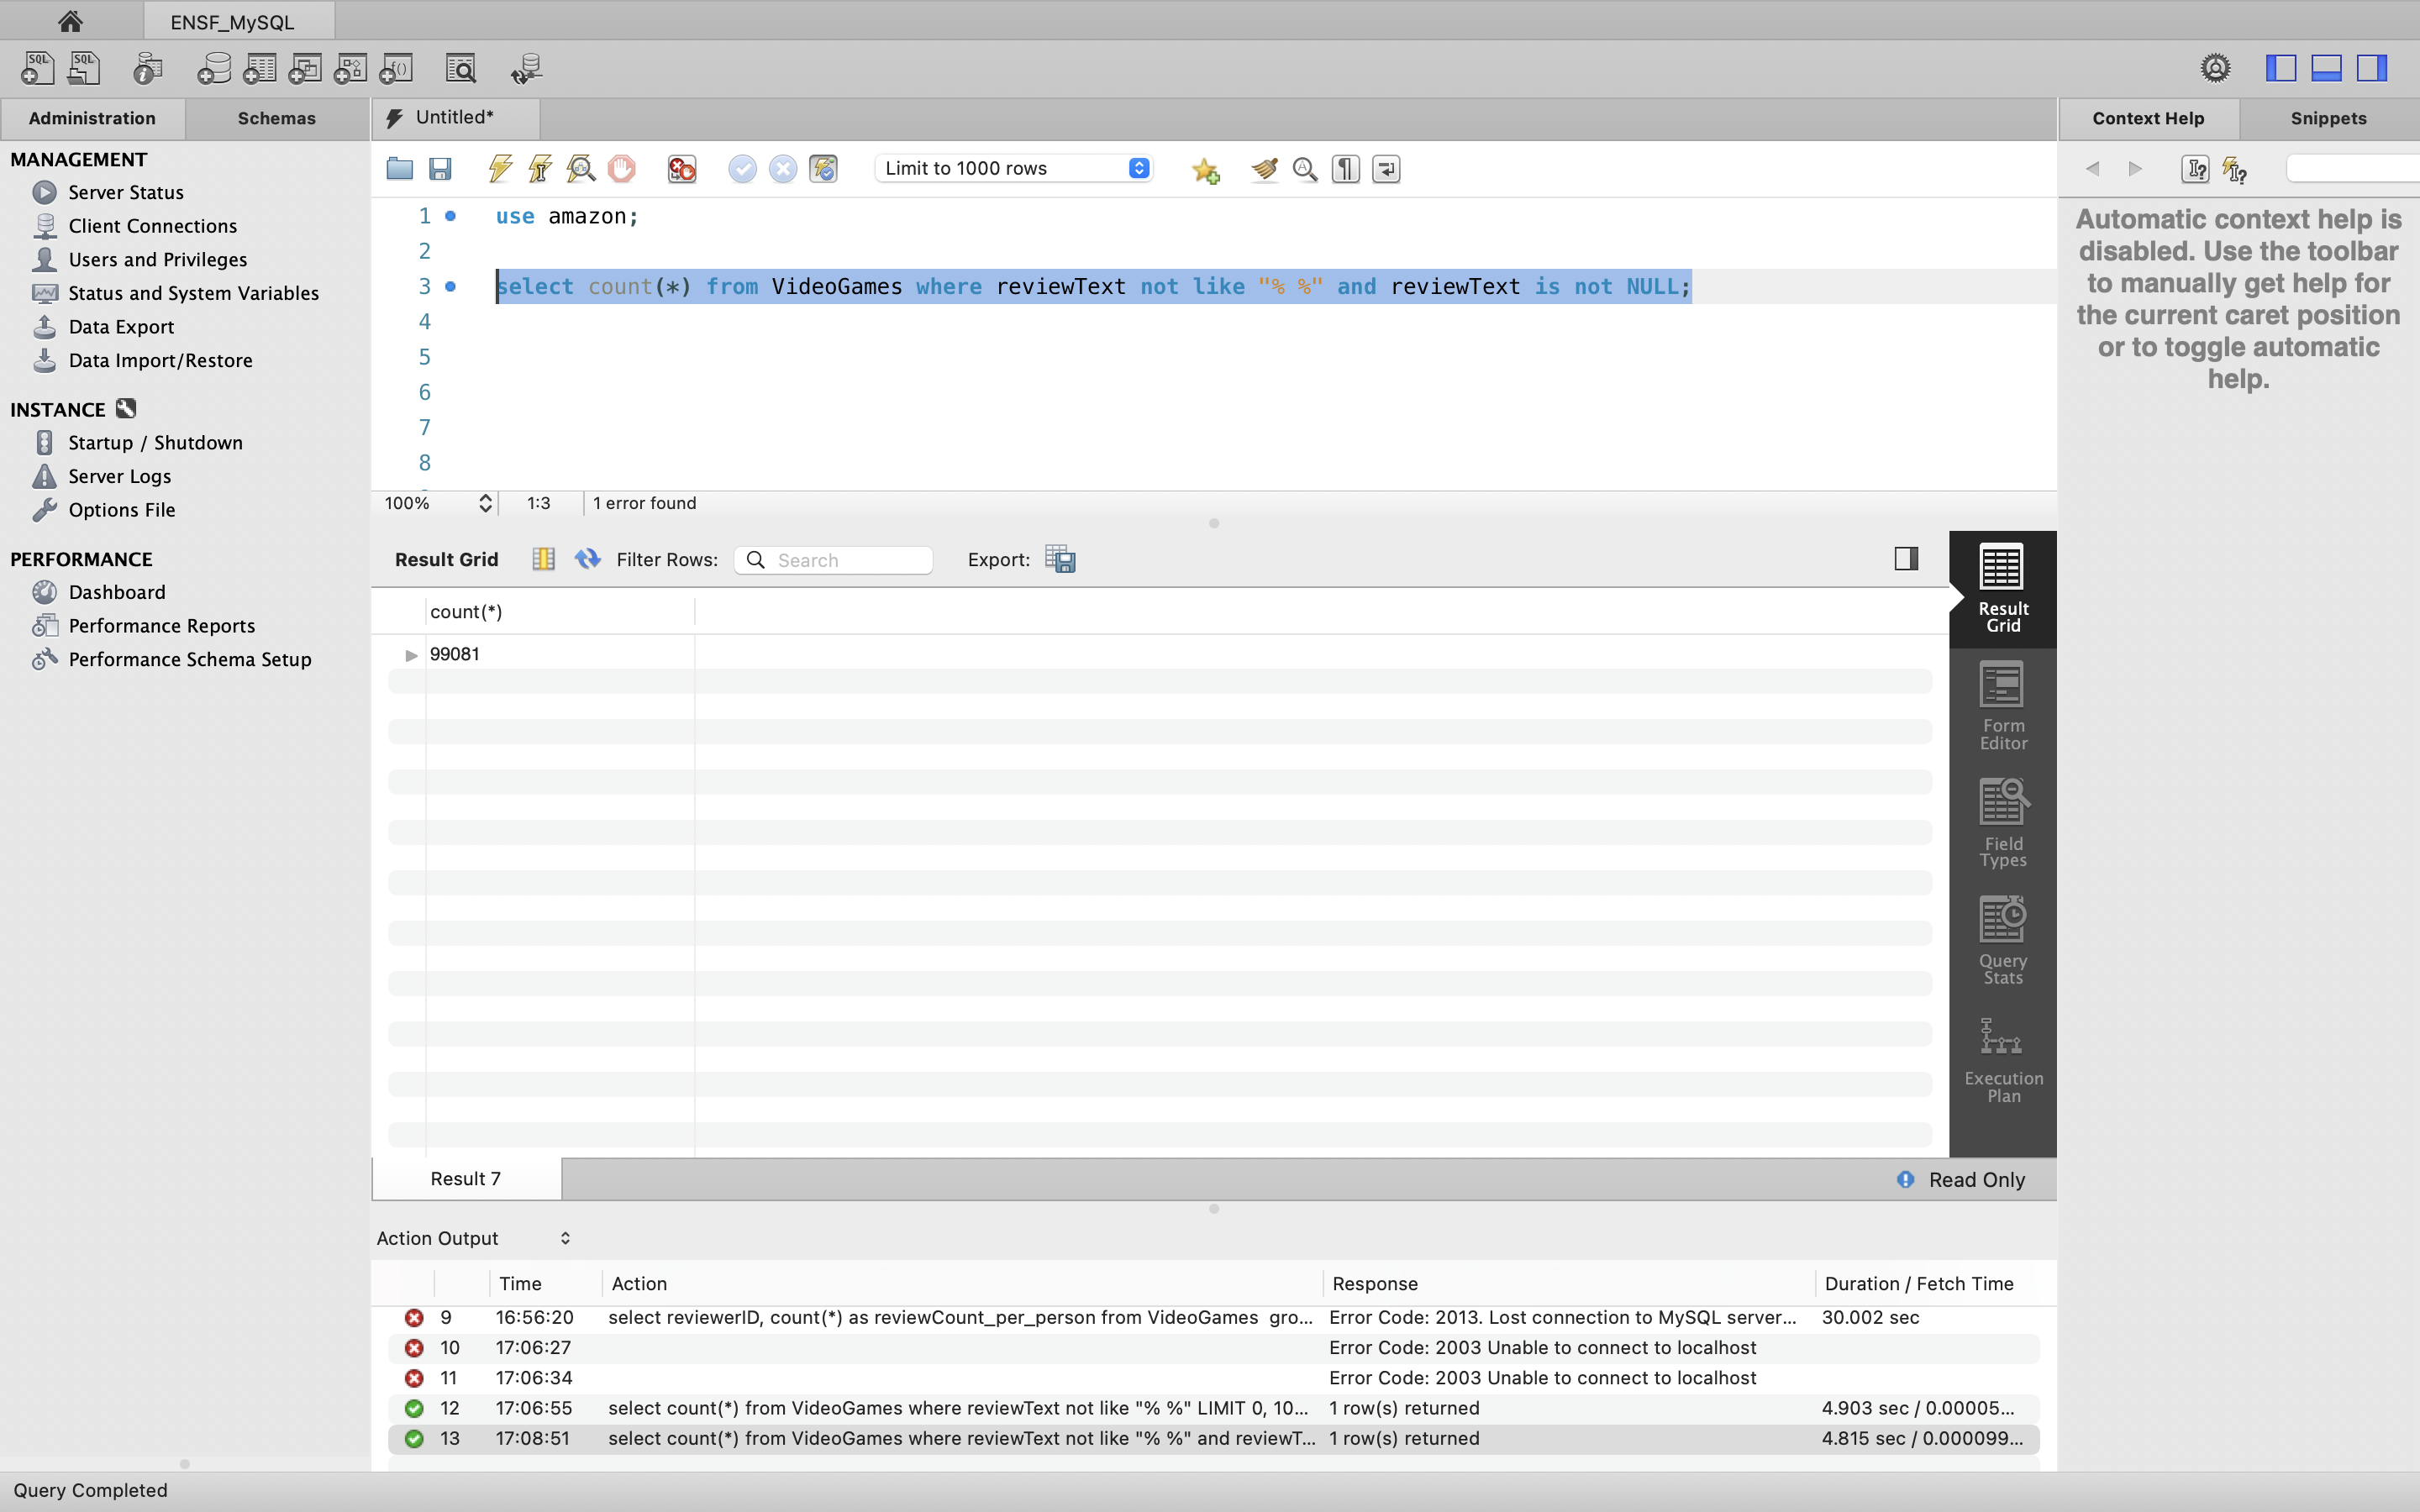 ENSF_MySQL
SQL SQL
Administration Schemas
Untitled*
Context Help Snippets
MANAGEMENT
Server Status
Client Connections
Users and Privileges
Status and System Variables
Data Export
Data Import/Restore
INSTANCE
Startup / Shutdown
Server Logs
Options File
PERFORMANCE
Dashboard
Performance Reports
Performance Schema Setup
Limit to 1000 rows
1 use amazon;
2
3 select count(*) from VideoGames where reviewText not like "% %" and reviewText is not NULL;
4
5
6
7
8
100% 1:3 1 error found
Automatic context help is
disabled. Use the toolbar
to manually get help for
the current caret position
or to toggle automatic
help.
Result Grid Filter Rows: Search Export:
count(*)
99081
Result
Grid
Form
Editor
Field
Types
Query
Stats
Execution
Plan
Result 7 Read Only
Action Output
Time Action Response Duration / Fetch Time
9 16:56:20 select reviewerID, count(*) as reviewCount_per_person from VideoGames gro... Error Code: 2013. Lost connection to MySQL server... 30.002 sec
10 17:06:27 Error Code: 2003 Unable to connect to localhost
11 17:06:34 Error Code: 2003 Unable to connect to localhost
12 17:06:55 select count(*) from VideoGames where reviewText not like "% %" LIMIT 0, 10... 1 row(s) returned 4.903 sec / 0.00005...
13 17:08:51 select count(*) from VideoGames where reviewText not like "% %" and reviewT... 1 row(s) returned 4.815 sec / 0.000099...
Query Completed